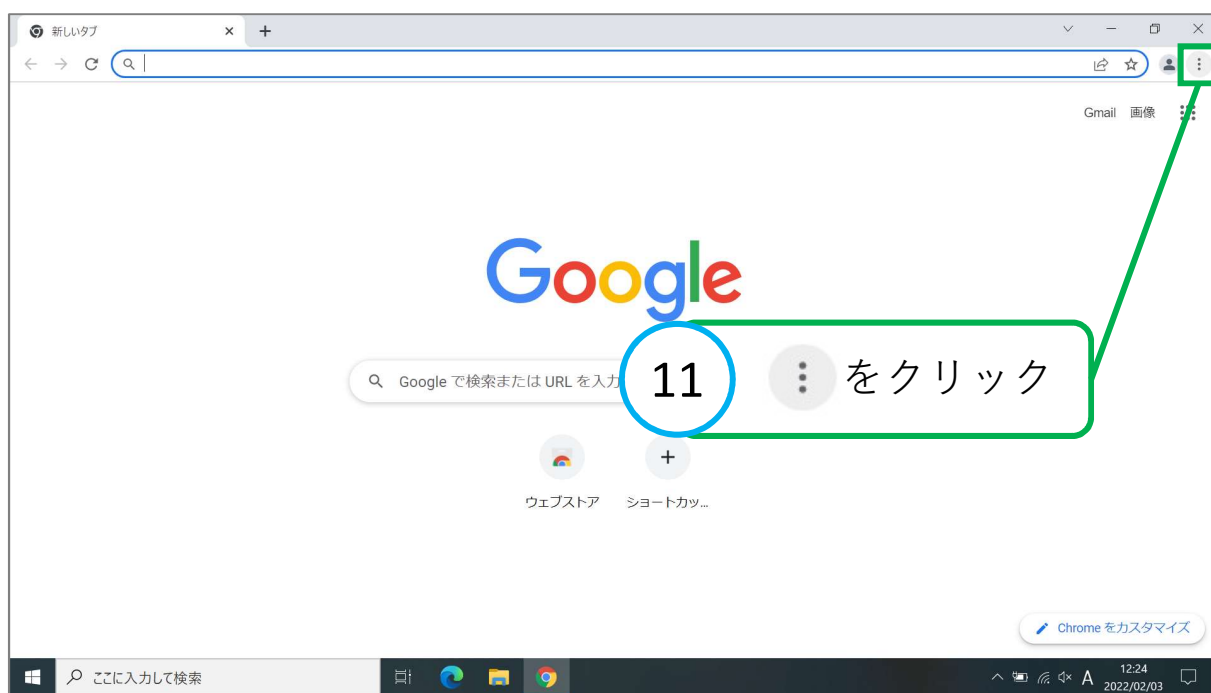 新しいタブ
Gmail 画像
Google
Google で検索または URL を入力
11 をクリック
ウェブストア ショートカッ...
Chrome をカスタマイズ
ここに入力して検索
A 12:24
2022/02/03